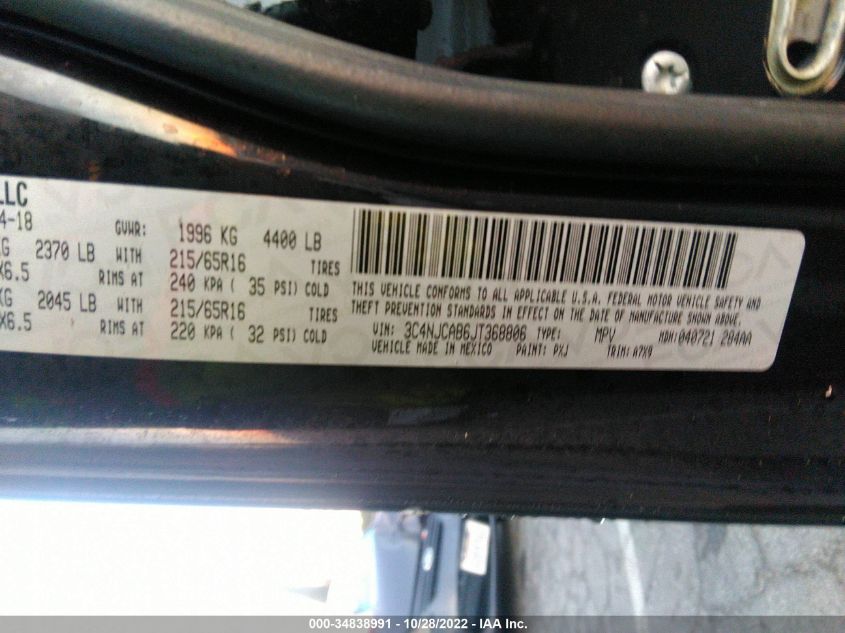 LLC
4-18 GVWR: 1996 KG 4400 LB
KG 2370 LB WITH 215/65R16 TIRES
X6.5 RIMS AT 240 KPA ( 35 PSI) COLD
KG 2045 LB WITH 215/65R16 TIRES
X6.5 RIMS AT 220 KPA ( 32 PSI) COLD
THIS VEHICLE CONFORMS TO ALL APPLICABLE U.S.A. FEDERAL MOTOR VEHICLE SAFETY AND
THEFT PREVENTION STANDARDS IN EFFECT ON THE DATE OF MANUFACTURE SHOWN ABOVE.
VIN: 3C4NJCAB6JT368806 TYPE: MPV MDH:040721 284AA
VEHICLE MADE IN MEXICO PAINT: PXJ TRIM: A7X9
000-34838991 - 10/28/2022 - IAA Inc.